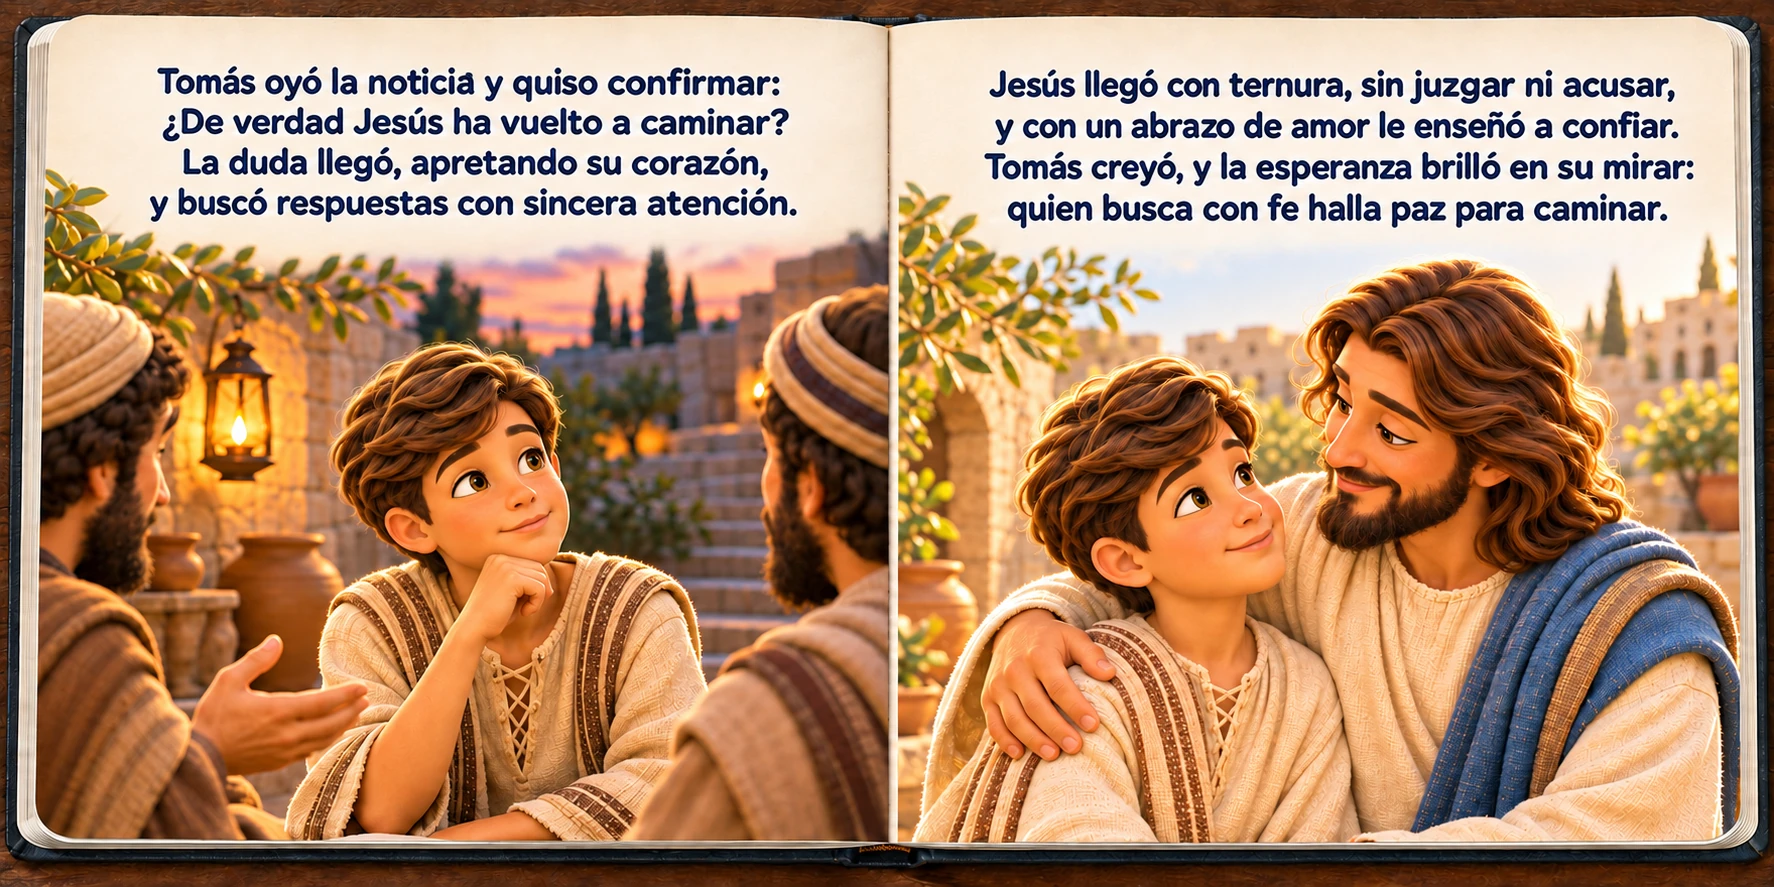 Tomás oyó la noticia y quiso confirmar:
¿De verdad Jesús ha vuelto a caminar?
La duda llegó, apretando su corazón,
y buscó respuestas con sincera atención.
Jesús llegó con ternura, sin juzgar ni acusar,
y con un abrazo de amor le enseñó a confiar.
Tomás creyó, y la esperanza brilló en su mirar:
quien busca con fe halla paz para caminar.